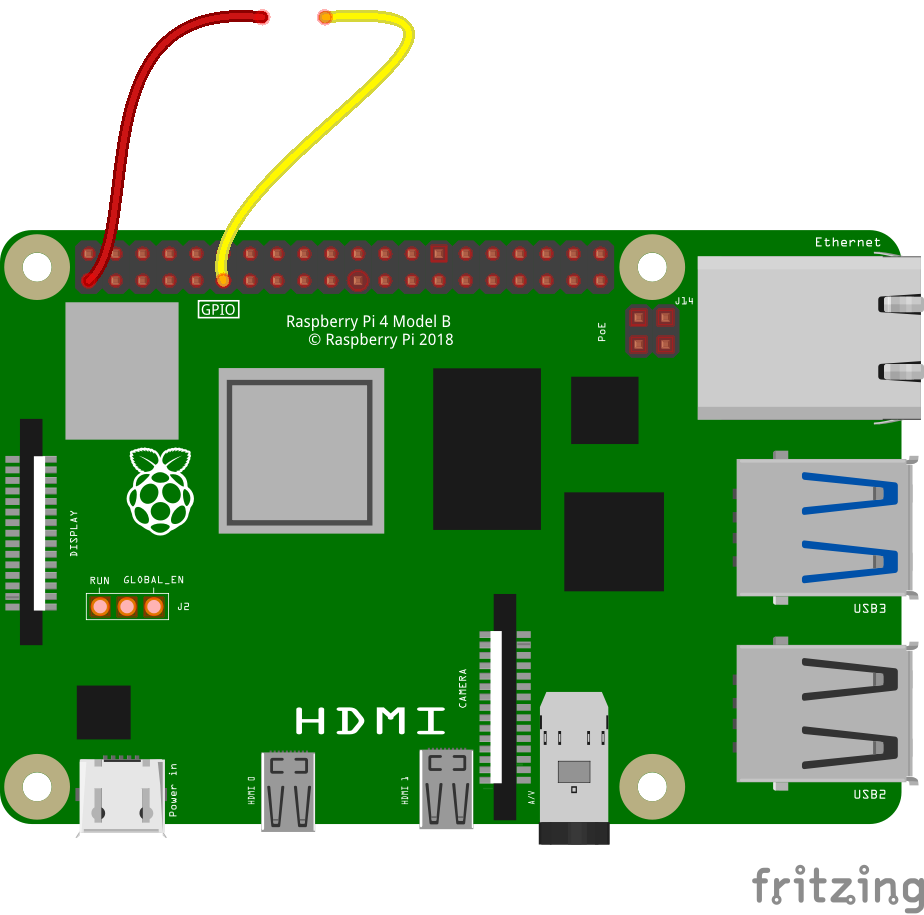 Ethernet
J14
GPIO
PoE
Raspberry Pi 4 Model B
© Raspberry Pi 2018
DISPLAY
RUN
GLOBAL_EN
J2
USB3
CAMERA
HDMI
Power in
HDMI 0
HDMI 1
A/V
USB2
fritzing